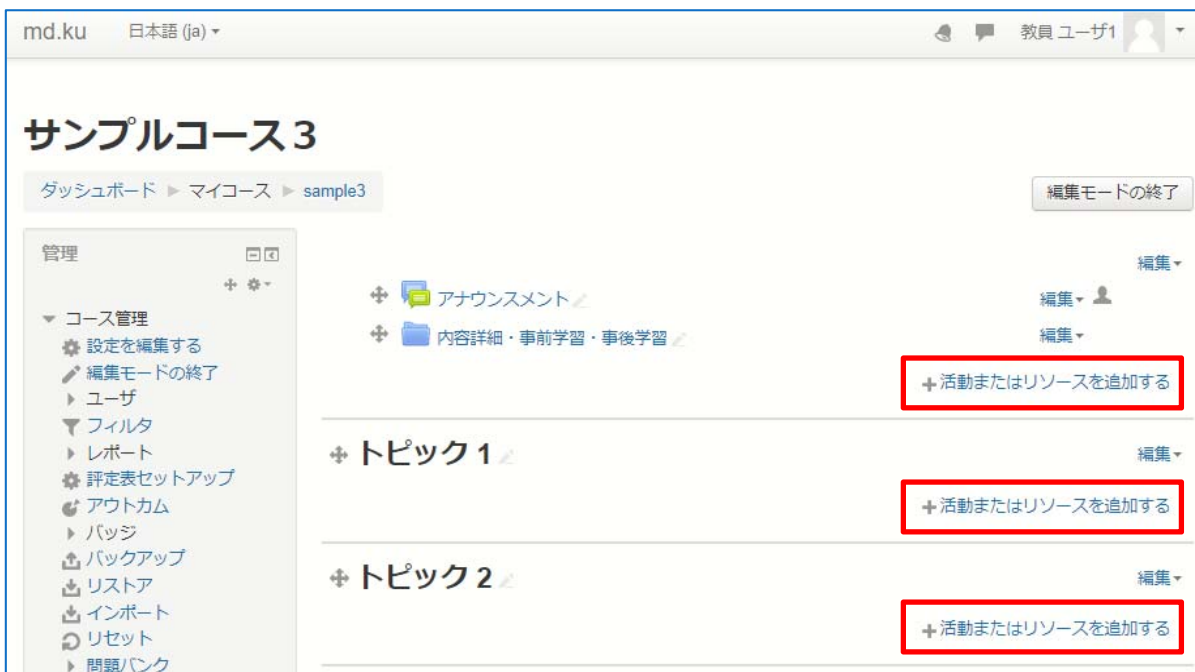 md.ku 日本語 (ja) 教員 ユーザ1
サンプルコース３
ダッシュボード マイコース sample3 編集モードの終了
管理
コース管理
設定を編集する
編集モードの終了
ユーザ
フィルタ
レポート
評定表セットアップ
アウトカム
バッジ
バックアップ
リストア
インポート
リセット
問題バンク
編集
アナウンスメント 編集
内容詳細・事前学習・事後学習 編集
活動またはリソースを追加する
トピック 1 編集
活動またはリソースを追加する
トピック 2 編集
活動またはリソースを追加する